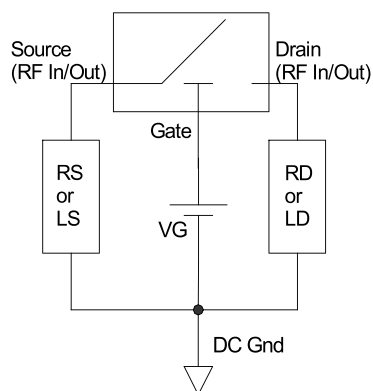 Source
(RF In/Out)
Drain
(RF In/Out)
Gate
RS
or
LS
RD
or
LD
VG
DC Gnd